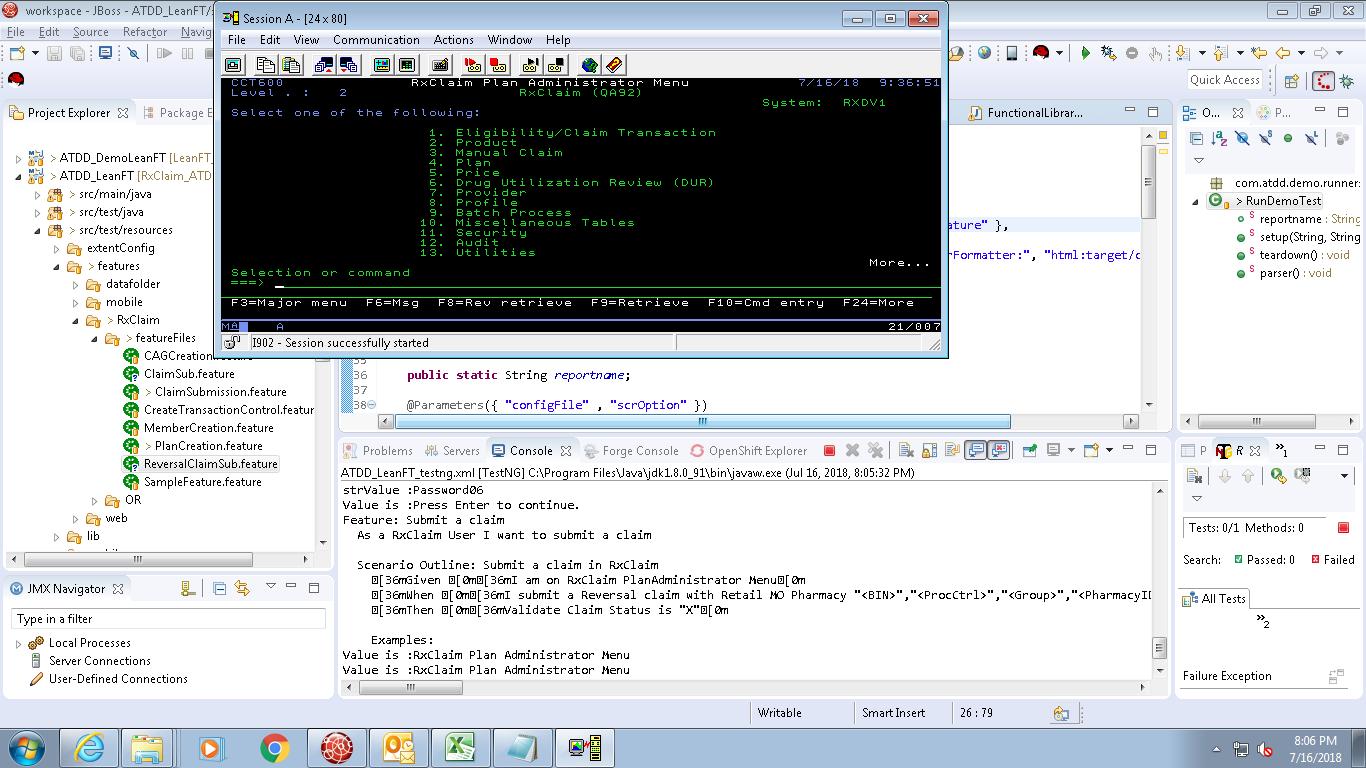 workspace - JBoss - ATDD_LeanFT/
File Edit Source Refactor Navig
Quick Access
Project Explorer
Package E
> ATDD_DemoLeanFT [LeanFT_
> ATDD_LeanFT [RxClaim_ATD
> src/main/java
> src/test/java
> src/test/resources
extentConfig
> features
datafolder
mobile
> RxClaim
> featureFiles
CAGCreation.feature
ClaimSub.feature
> ClaimSubmission.feature
CreateTransactionControl.featur
MemberCreation.feature
> PlanCreation.feature
ReversalClaimSub.feature
SampleFeature.feature
OR
web
lib
JMX Navigator
Type in a filter
Local Processes
Server Connections
User-Defined Connections
Session A - [24 x 80]
File Edit View Communication Actions Window Help
CCT600 RxClaim Plan Administrator Menu 7/16/18 9:36:51
Level . : 2 RxClaim (QA92)
System: RXDV1
Select one of the following:
1. Eligibility/Claim Transaction
2. Product
3. Manual Claim
4. Plan
5. Price
6. Drug Utilization Review (DUR)
7. Provider
8. Profile
9. Batch Process
10. Miscellaneous Tables
11. Security
12. Audit
13. Utilities
More...
Selection or command
===>
F3=Major menu F6=Msg F8=Rev retrieve F9=Retrieve F10=Cmd entry F24=More
MA A 21/007
I902 - Session successfully started
FunctionalLibrar...
ature" },
rFormatter:", "html:target/c
35
36 public static String reportname;
37
38 @Parameters({ "configFile" , "scrOption" })
O... P...
com.atdd.demo.runner:
> RunDemoTest
reportname : String
setup(String, String
teardown() : void
parser() : void
Problems Servers Console Forge Console OpenShift Explorer
ATDD_LeanFT_testng.xml [TestNG] C:\Program Files\Java\jdk1.8.0_91\bin\javaw.exe (Jul 16, 2018, 8:05:32 PM)
strValue :Password06
Value is :Press Enter to continue.
Feature: Submit a claim
As a RxClaim User I want to submit a claim
Scenario Outline: Submit a claim in RxClaim
[36mGiven [0m[36mI am on RxClaim PlanAdministrator Menu[0m
[36mWhen [0m[36mI submit a Reversal claim with Retail MO Pharmacy "<BIN>","<ProcCtrl>","<Group>","<PharmacyID
[36mThen [0m[36mValidate Claim Status is "X"[0m
Examples:
Value is :RxClaim Plan Administrator Menu
Value is :RxClaim Plan Administrator Menu
P R »1
Tests: 0/1 Methods: 0
Search: Passed: 0 Failed
All Tests
»2
Failure Exception
Writable Smart Insert 26 : 79
8:06 PM
7/16/2018